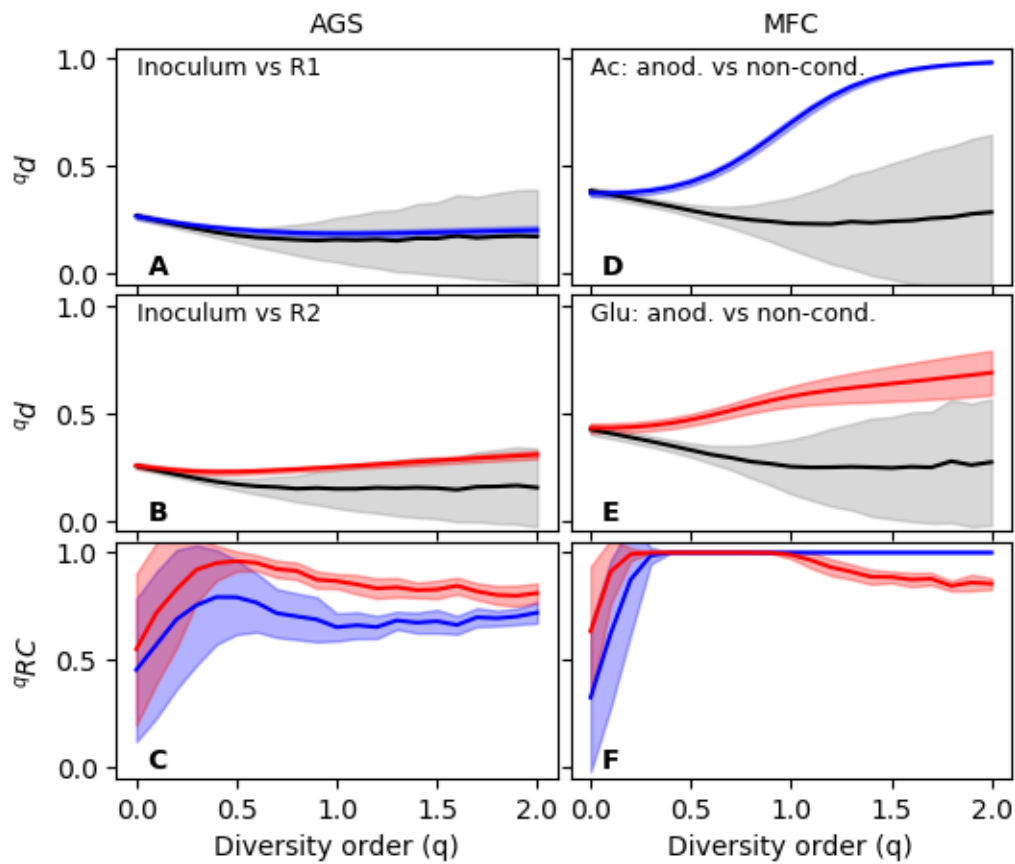 AGS
MFC
Inoculum vs R1
Ac: anod. vs non-cond.
1.0
0.5
0.0
qd
A
D
Inoculum vs R2
Glu: anod. vs non-cond.
1.0
0.5
0.0
qd
B
E
1.0
0.5
0.0
qRC
C
F
0.0 0.5 1.0 1.5 2.0
0.0 0.5 1.0 1.5 2.0
Diversity order (q)
Diversity order (q)